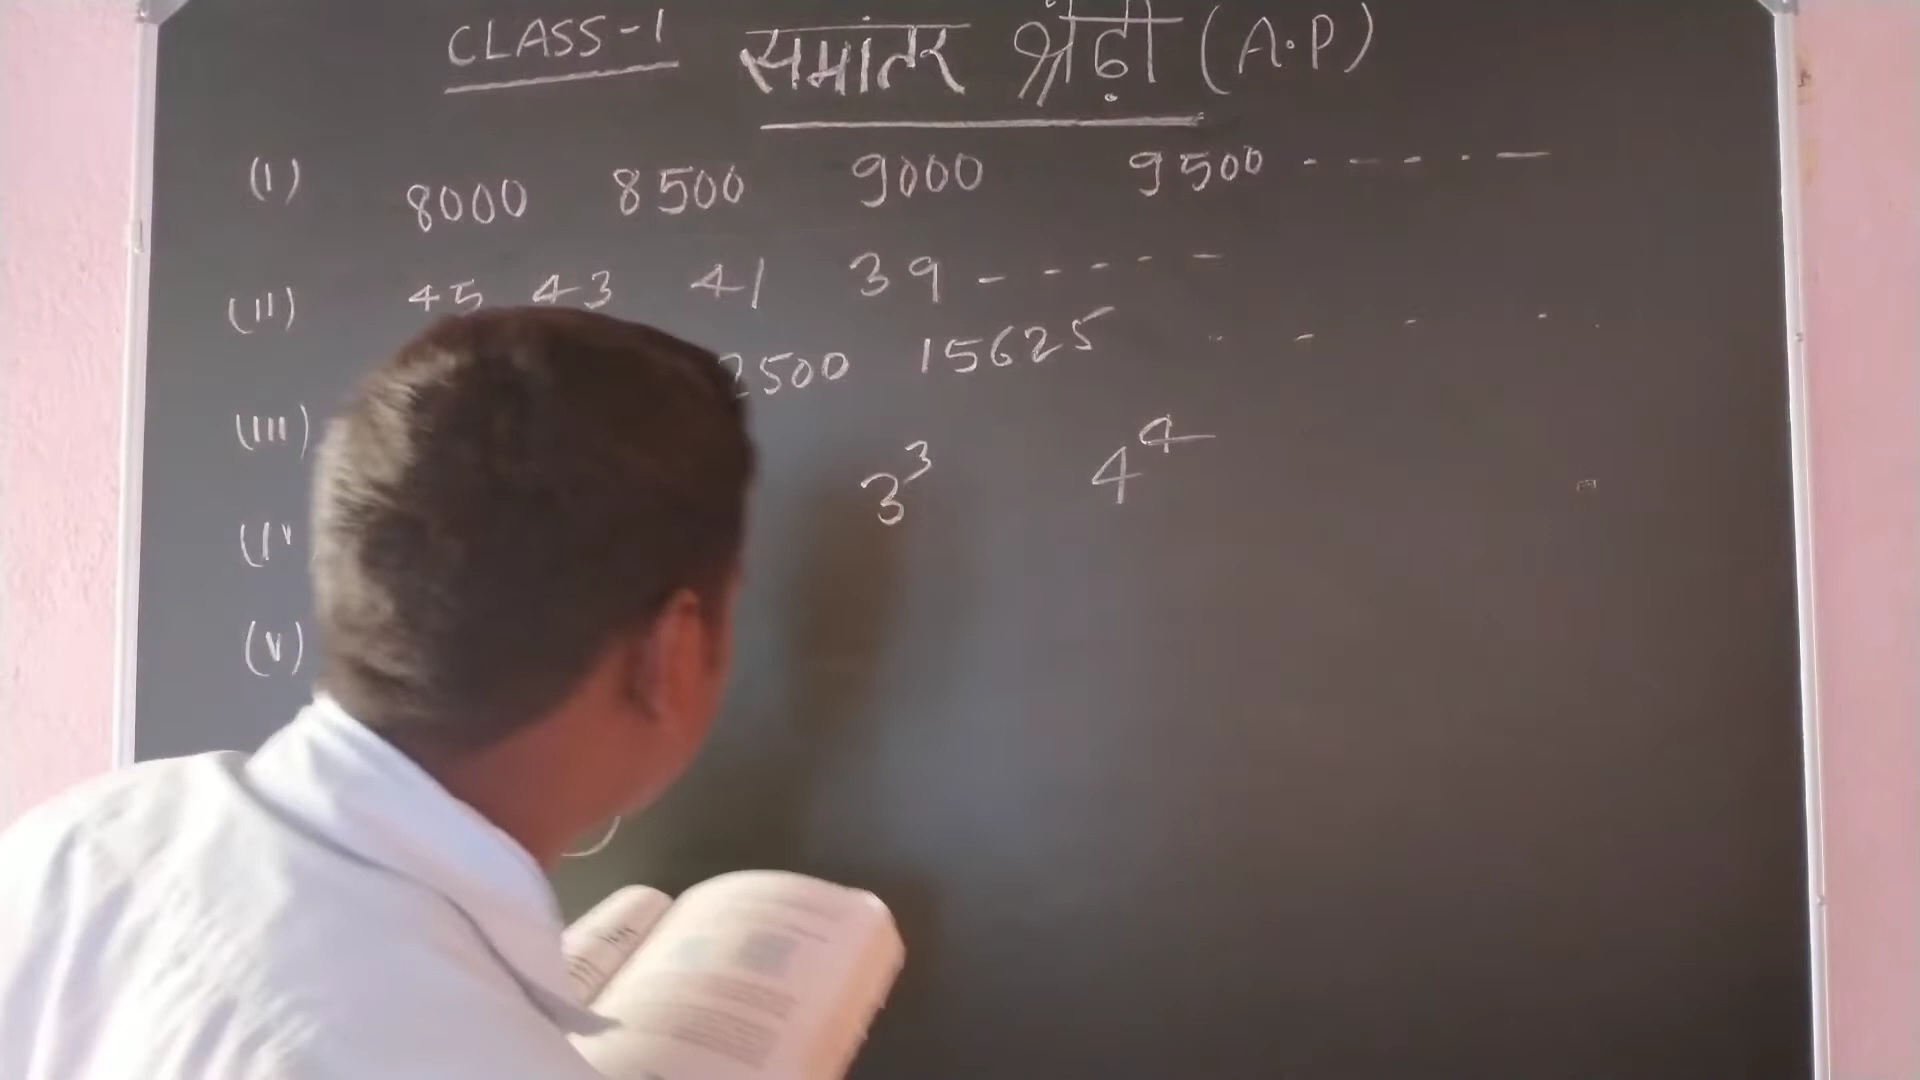 CLASS-1 समांतर श्रेढ़ी (A.P)
(I) 8000 8500 9000 9500 - - - - -
(II) 45 43 41 39 - - - - - -
(III) 2500 15625 - - - -
3³ 4⁴
(V)